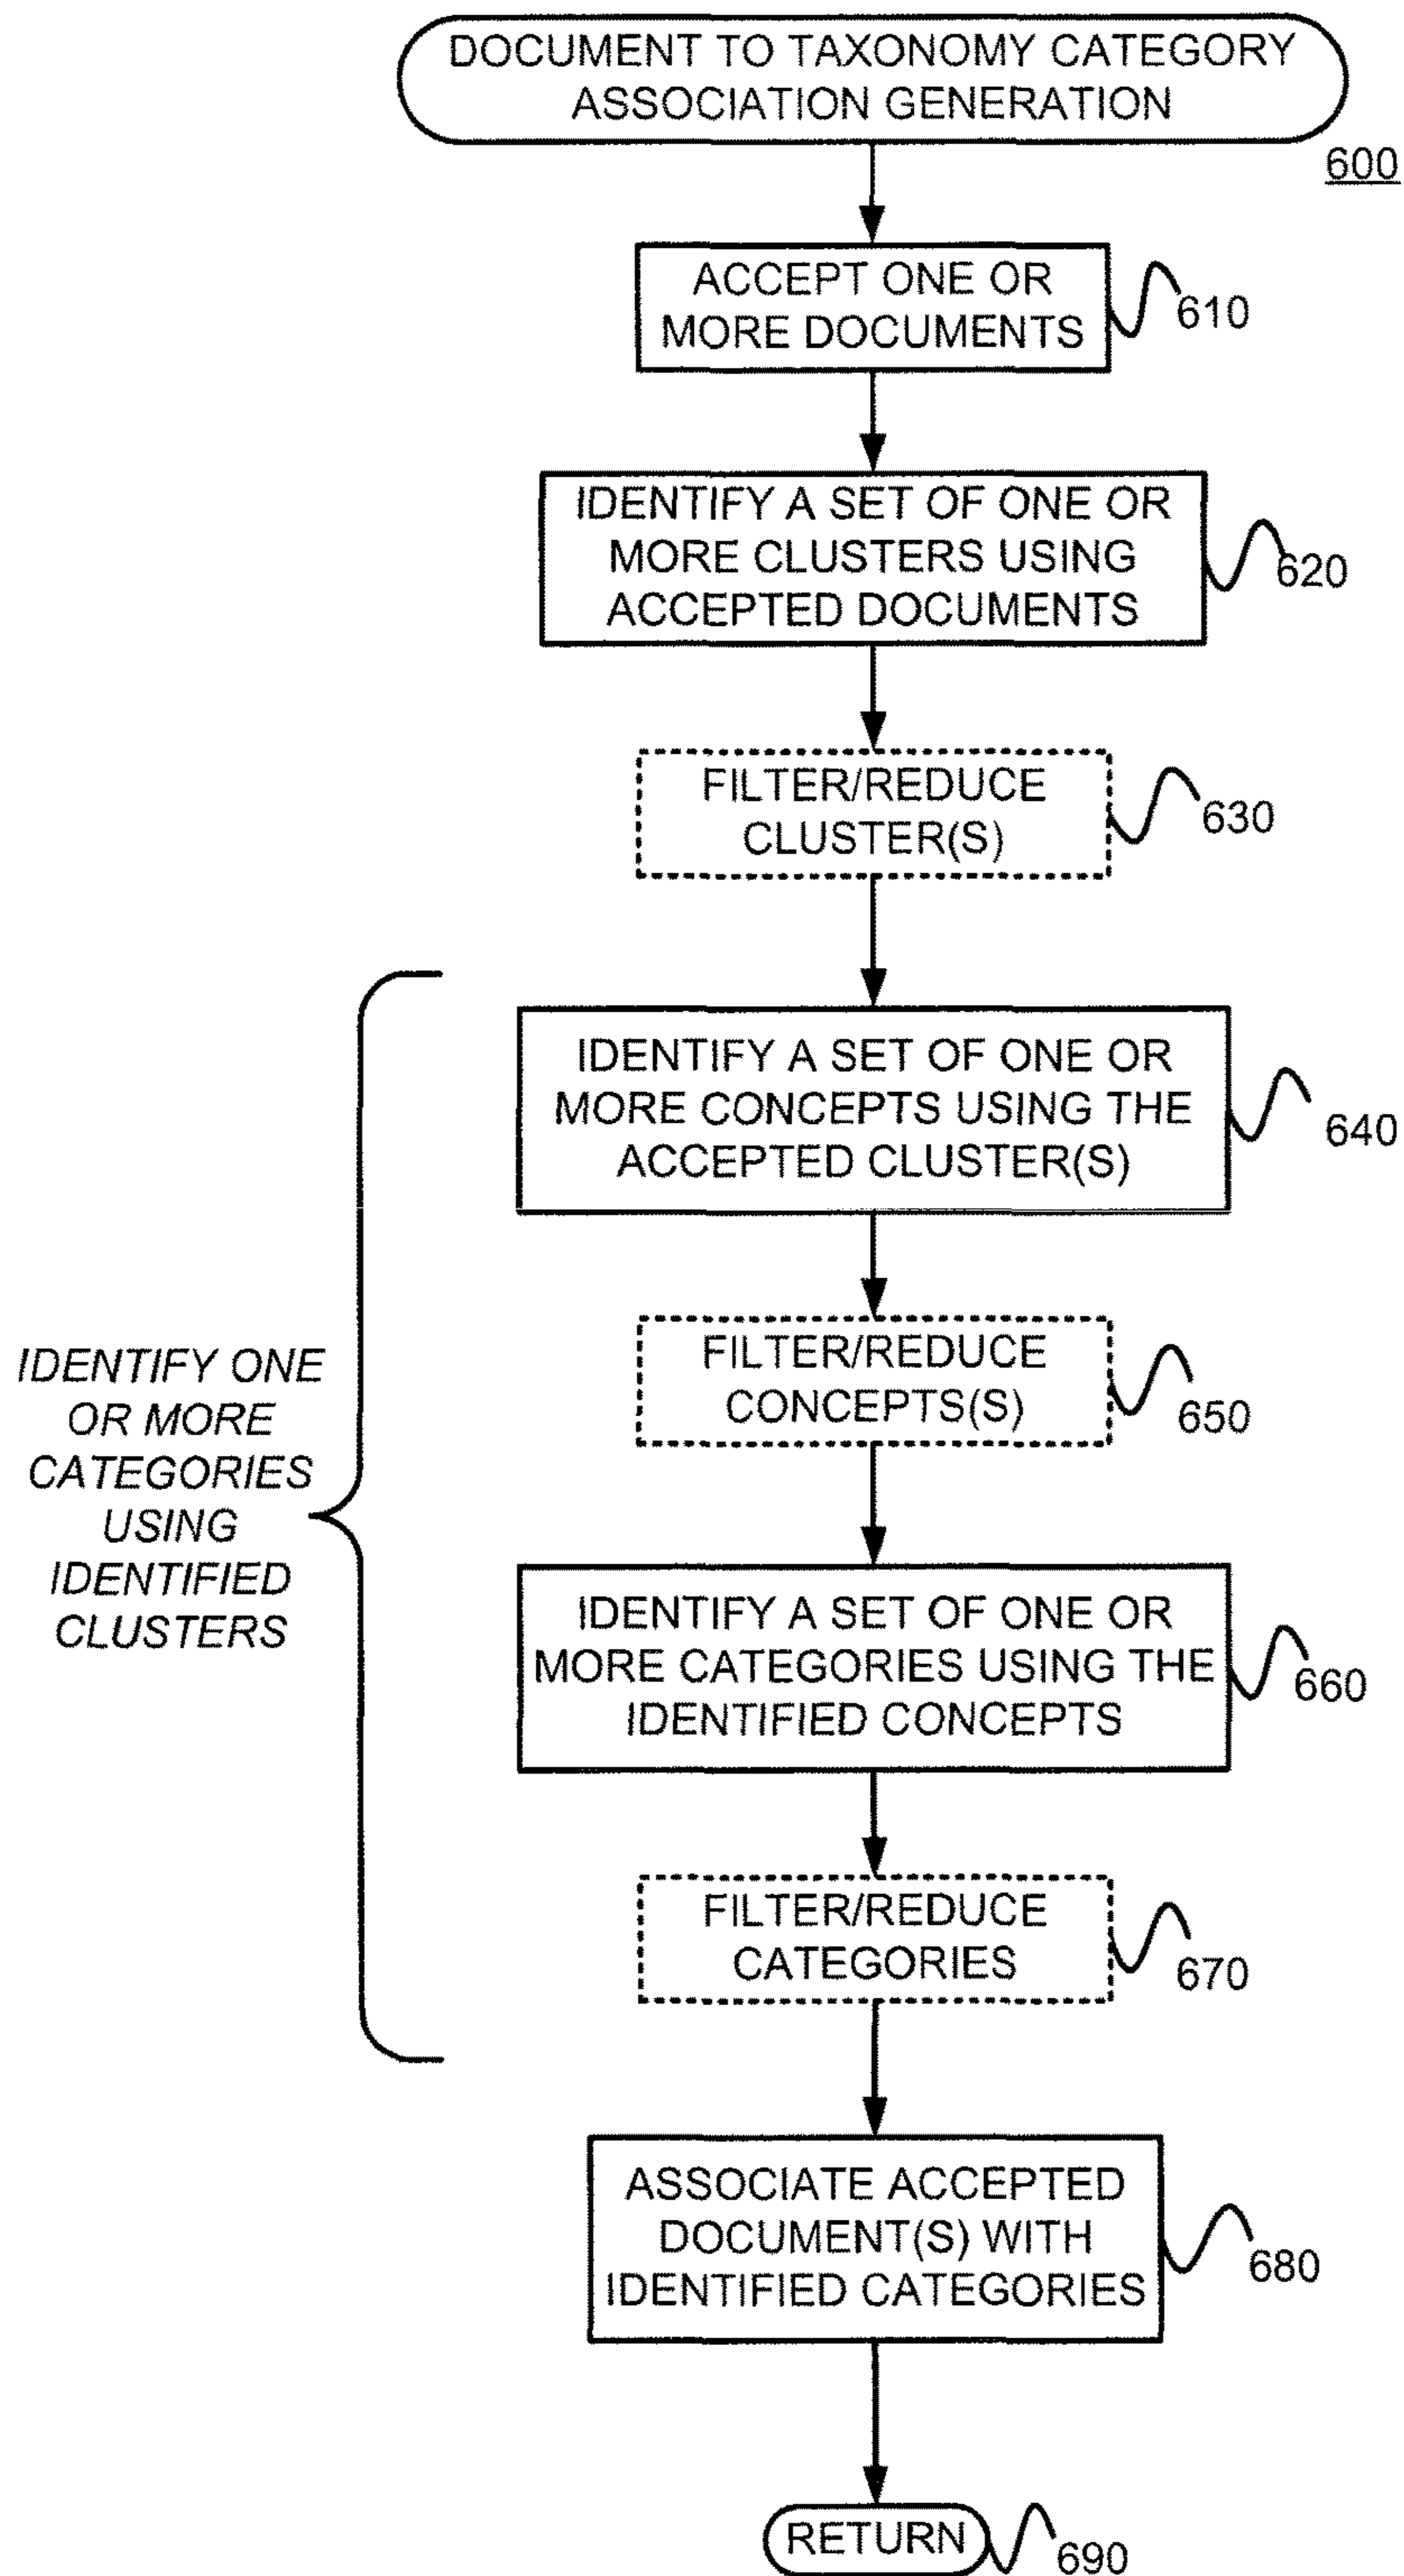 DOCUMENT TO TAXONOMY CATEGORY
ASSOCIATION GENERATION
600
ACCEPT ONE OR
MORE DOCUMENTS
610
IDENTIFY A SET OF ONE OR
MORE CLUSTERS USING
ACCEPTED DOCUMENTS
620
FILTER/REDUCE
CLUSTER(S)
630
IDENTIFY ONE
OR MORE
CATEGORIES
USING
IDENTIFIED
CLUSTERS
IDENTIFY A SET OF ONE OR
MORE CONCEPTS USING THE
ACCEPTED CLUSTER(S)
640
FILTER/REDUCE
CONCEPTS(S)
650
IDENTIFY A SET OF ONE OR
MORE CATEGORIES USING THE
IDENTIFIED CONCEPTS
660
FILTER/REDUCE
CATEGORIES
670
ASSOCIATE ACCEPTED
DOCUMENT(S) WITH
IDENTIFIED CATEGORIES
680
RETURN
690